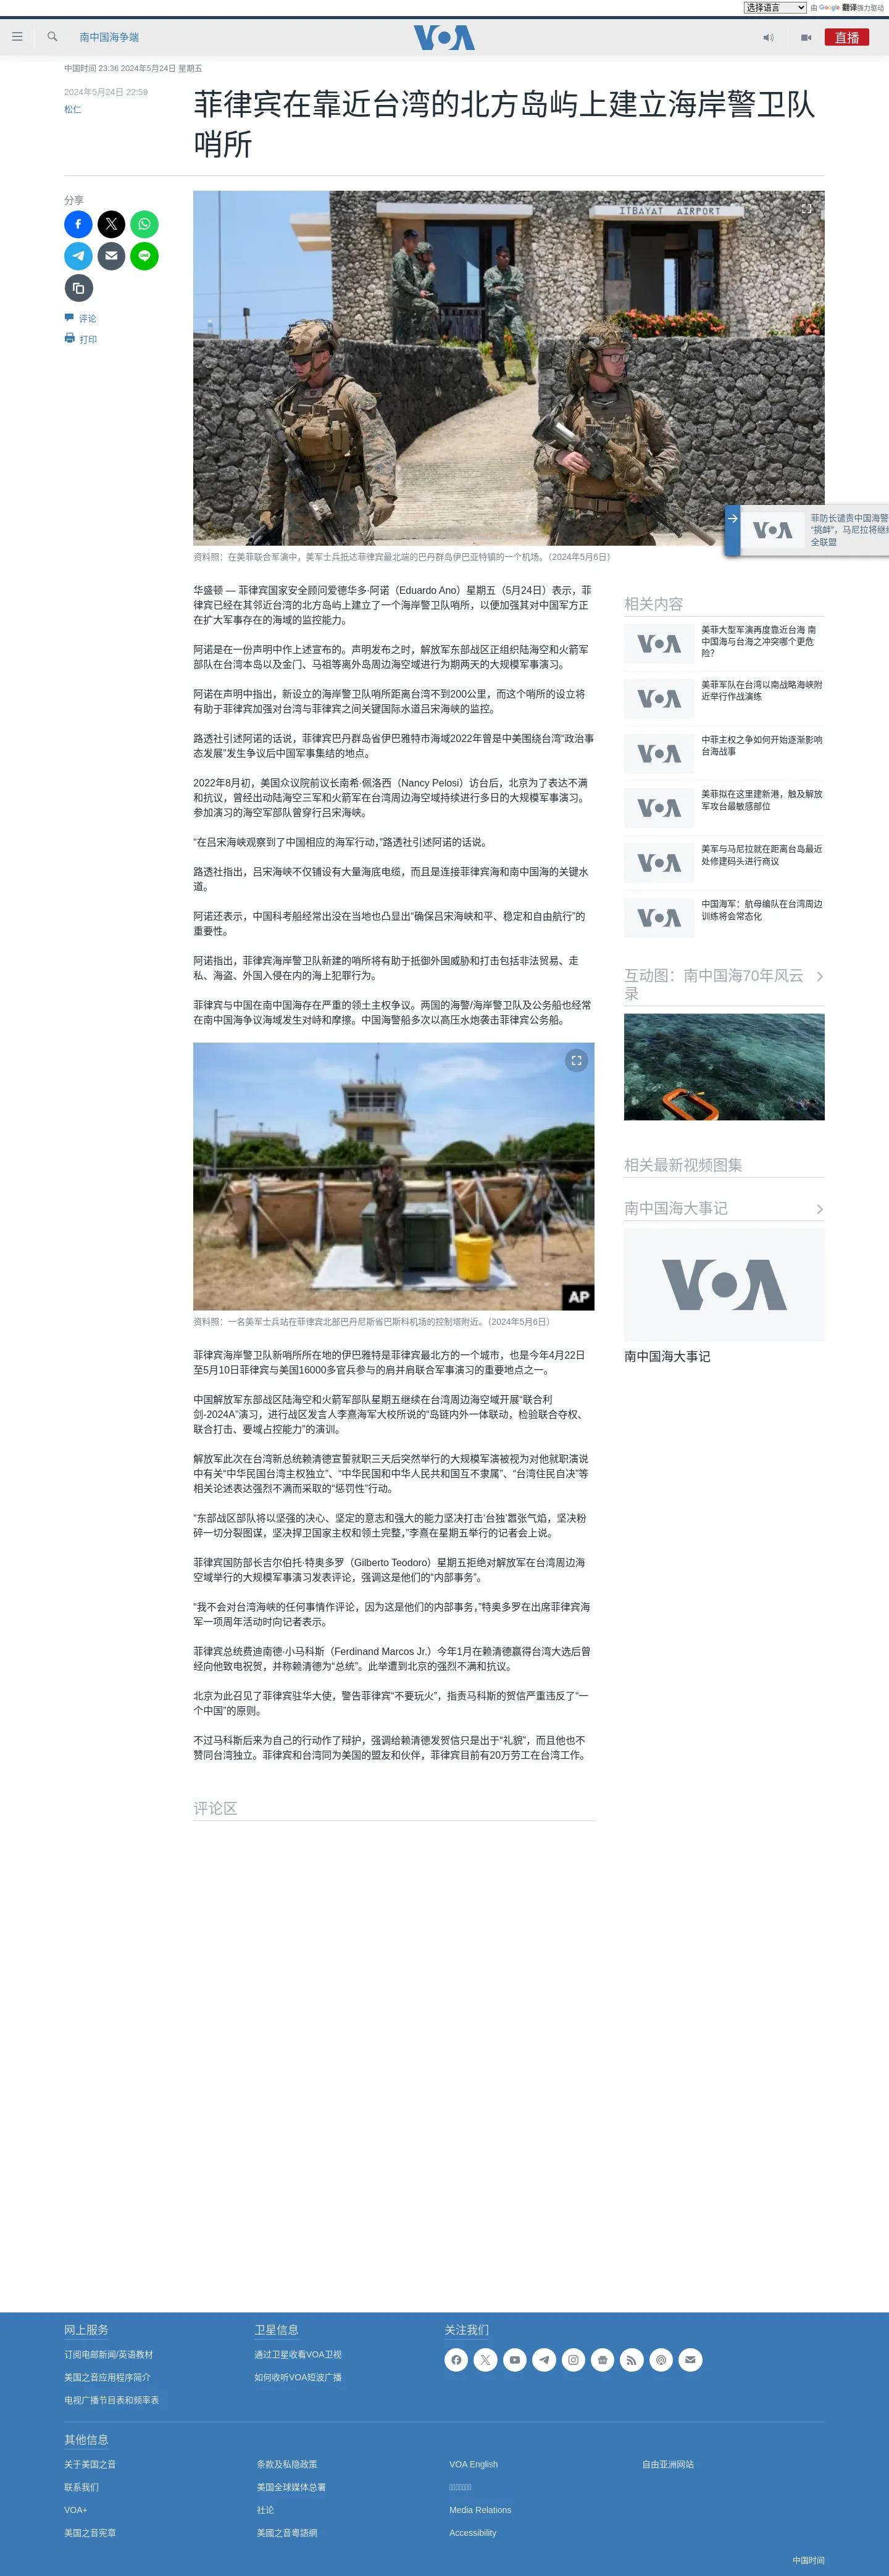 选择语言 由 Google 翻译强力驱动
南中国海争端
VOA
直播
中国时间 23:36 2024年5月24日 星期五
2024年5月24日 22:59
松仁
菲律宾在靠近台湾的北方岛屿上建立海岸警卫队
哨所
分享
评论
打印
ITBAYAT AIRPORT
资料照：在美菲联合军演中，美军士兵抵达菲律宾最北端的巴丹群岛伊巴亚特镇的一个机场。（2024年5月6日）
菲防长谴责中国海警
“挑衅”，马尼拉将继续
全联盟
华盛顿 — 菲律宾国家安全顾问爱德华多·阿诺（Eduardo Ano）星期五（5月24日）表示，菲
律宾已经在其邻近台湾的北方岛屿上建立了一个海岸警卫队哨所，以便加强其对中国军方正
在扩大军事存在的海域的监控能力。
阿诺是在一份声明中作上述宣布的。声明发布之时，解放军东部战区正组织陆海空和火箭军
部队在台湾本岛以及金门、马祖等离外岛周边海空域进行为期两天的大规模军事演习。
阿诺在声明中指出，新设立的海岸警卫队哨所距离台湾不到200公里，而这个哨所的设立将
有助于菲律宾加强对台湾与菲律宾之间关键国际水道吕宋海峡的监控。
路透社引述阿诺的话说，菲律宾巴丹群岛省伊巴雅特市海域2022年曾是中美围绕台湾“政治事
态发展”发生争议后中国军事集结的地点。
2022年8月初，美国众议院前议长南希·佩洛西（Nancy Pelosi）访台后，北京为了表达不满
和抗议，曾经出动陆海空三军和火箭军在台湾周边海空域持续进行多日的大规模军事演习。
参加演习的海空军部队曾穿行吕宋海峡。
“在吕宋海峡观察到了中国相应的海军行动，”路透社引述阿诺的话说。
路透社指出，吕宋海峡不仅铺设有大量海底电缆，而且是连接菲律宾海和南中国海的关键水
道。
阿诺还表示，中国科考船经常出没在当地也凸显出“确保吕宋海峡和平、稳定和自由航行”的
重要性。
阿诺指出，菲律宾海岸警卫队新建的哨所将有助于抵御外国威胁和打击包括非法贸易、走
私、海盗、外国入侵在内的海上犯罪行为。
菲律宾与中国在南中国海存在严重的领土主权争议。两国的海警/海岸警卫队及公务船也经常
在南中国海争议海域发生对峙和摩擦。中国海警船多次以高压水炮袭击菲律宾公务船。
AP
资料照：一名美军士兵站在菲律宾北部巴丹尼斯省巴斯科机场的控制塔附近。（2024年5月6日）
菲律宾海岸警卫队新哨所所在地的伊巴雅特是菲律宾最北方的一个城市，也是今年4月22日
至5月10日菲律宾与美国16000多官兵参与的肩并肩联合军事演习的重要地点之一。
中国解放军东部战区陆海空和火箭军部队星期五继续在台湾周边海空域开展“联合利
剑-2024A”演习，进行战区发言人李熹海军大校所说的“岛链内外一体联动，检验联合夺权、
联合打击、要域占控能力”的演训。
解放军此次在台湾新总统赖清德宣誓就职三天后突然举行的大规模军演被视为对他就职演说
中有关“中华民国台湾主权独立”、“中华民国和中华人民共和国互不隶属”、“台湾住民自决”等
相关论述表达强烈不满而采取的“惩罚性”行动。
“东部战区部队将以坚强的决心、坚定的意志和强大的能力坚决打击‘台独’嚣张气焰，坚决粉
碎一切分裂图谋，坚决捍卫国家主权和领土完整，”李熹在星期五举行的记者会上说。
菲律宾国防部长吉尔伯托·特奥多罗（Gilberto Teodoro）星期五拒绝对解放军在台湾周边海
空域举行的大规模军事演习发表评论，强调这是他们的“内部事务”。
“我不会对台湾海峡的任何事情作评论，因为这是他们的内部事务，”特奥多罗在出席菲律宾海
军一项周年活动时向记者表示。
菲律宾总统费迪南德·小马科斯（Ferdinand Marcos Jr.）今年1月在赖清德赢得台湾大选后曾
经向他致电祝贺，并称赖清德为“总统”。此举遭到北京的强烈不满和抗议。
北京为此召见了菲律宾驻华大使，警告菲律宾“不要玩火”，指责马科斯的贺信严重违反了“一
个中国”的原则。
不过马科斯后来为自己的行动作了辩护，强调给赖清德发贺信只是出于“礼貌”，而且他也不
赞同台湾独立。菲律宾和台湾同为美国的盟友和伙伴，菲律宾目前有20万劳工在台湾工作。
评论区
相关内容
VOA
美菲大型军演再度靠近台海 南
中国海与台海之冲突哪个更危
险？
美菲军队在台湾以南战略海峡附
近举行作战演练
中菲主权之争如何开始逐渐影响
台海战事
美菲拟在这里建新港，触及解放
军攻台最敏感部位
美军与马尼拉就在距离台岛最近
处修建码头进行商议
中国海军：航母编队在台湾周边
训练将会常态化
互动图：南中国海70年风云
录
相关最新视频图集
南中国海大事记
VOA
南中国海大事记
网上服务
订阅电邮新闻/英语教材
美国之音应用程序简介
电视广播节目表和频率表
卫星信息
通过卫星收看VOA卫视
如何收听VOA短波广播
关注我们
其他信息
关于美国之音
联系我们
VOA+
美国之音宪章
条款及私隐政策
美国全球媒体总署
社论
美國之音粵語網
VOA English
Media Relations
Accessibility
自由亚洲网站
中国时间